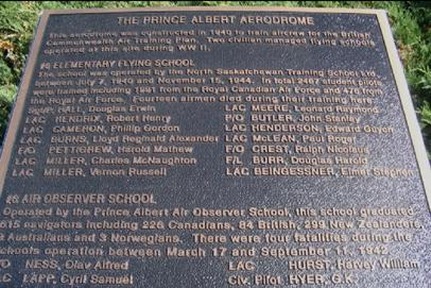 THE PRINCE ALBERT AERODROME
This aerodrome was constructed in 1940 to train aircrew for the British
Commonwealth Air Training Plan. Two civilian managed flying schools
operated at this site during WW II.
#6 ELEMENTARY FLYING SCHOOL
The school was operated by the North Saskatchewan Training School Ltd.
between July 2, 1940 and November 15, 1944. In total 2467 student pilots
were trained including 1991 from the Royal Canadian Air Force and 476 from
the Royal Air Force. Fourteen airmen died during their training here.
HALL, Douglas Erwin LAC MEERE, Leonard Raymond
LAC HENDRIX, Robert Henry P/O BUTLER, John Stanley
LAC CAMERON, Phillip Gordon LAC HENDERSON, Edward
LAC BURNS, Lloyd Reginald Alexander LAC McLEAN, Paul Roger
F/O PETTIGREW, Harold Mathew F/O CREST, Ralph Nicolaus
LAC MILLER, Charles McNaughton F/L BURR, Douglas Harold
LAC MILLER, Vernon Russell LAC BEINGESSNER, Elmer Stephen
#6 AIR OBSERVER SCHOOL
Operated by the Prince Albert Air Observer School, this school graduated
615 navigators including 226 Canadians, 84 British, 299 New Zealanders,
Australians and 3 Norwegians. There were four fatalities during the
schools operation between March 17 and September 11, 1942.
NESS, Olav Alfred LAC HURST, Harvey William
LAC LAPP, Cyril Samuel Civ. Pilot HYER, G.K.